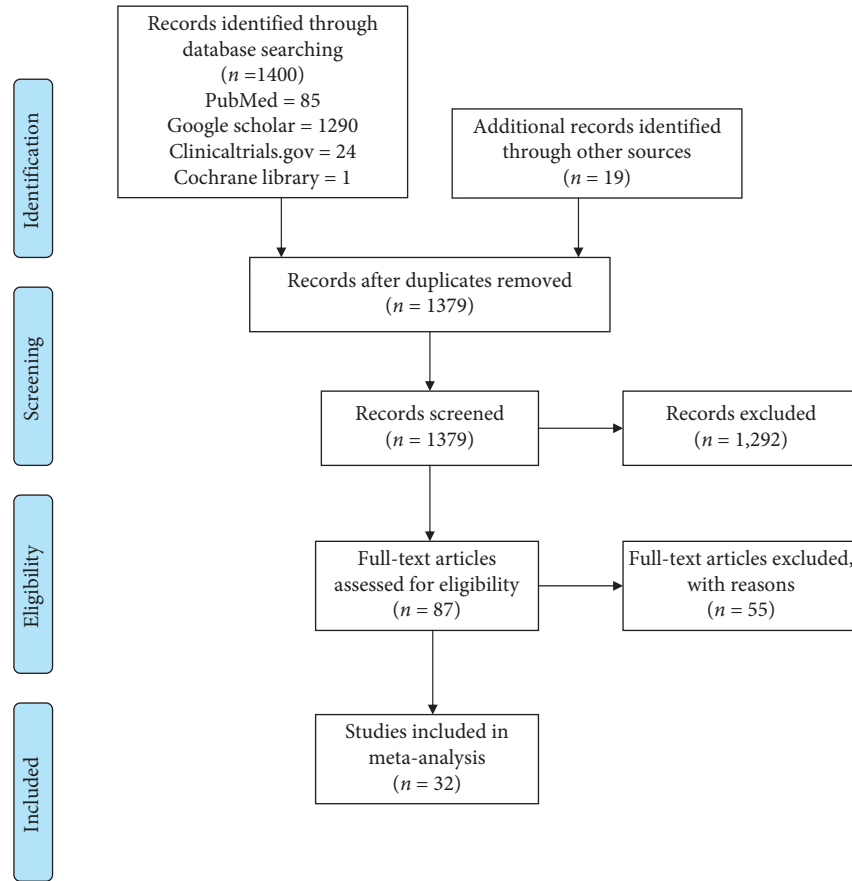 Identification
Records identified through
database searching
(n =1400)
PubMed = 85
Google scholar = 1290
Clinicaltrials.gov = 24
Cochrane library = 1
Additional records identified
through other sources
(n = 19)
Records after duplicates removed
(n = 1379)
Screening
Records screened
(n = 1379)
Records excluded
(n = 1,292)
Eligibility
Full-text articles
assessed for eligibility
(n = 87)
Full-text articles excluded,
with reasons
(n = 55)
Included
Studies included in
meta-analysis
(n = 32)